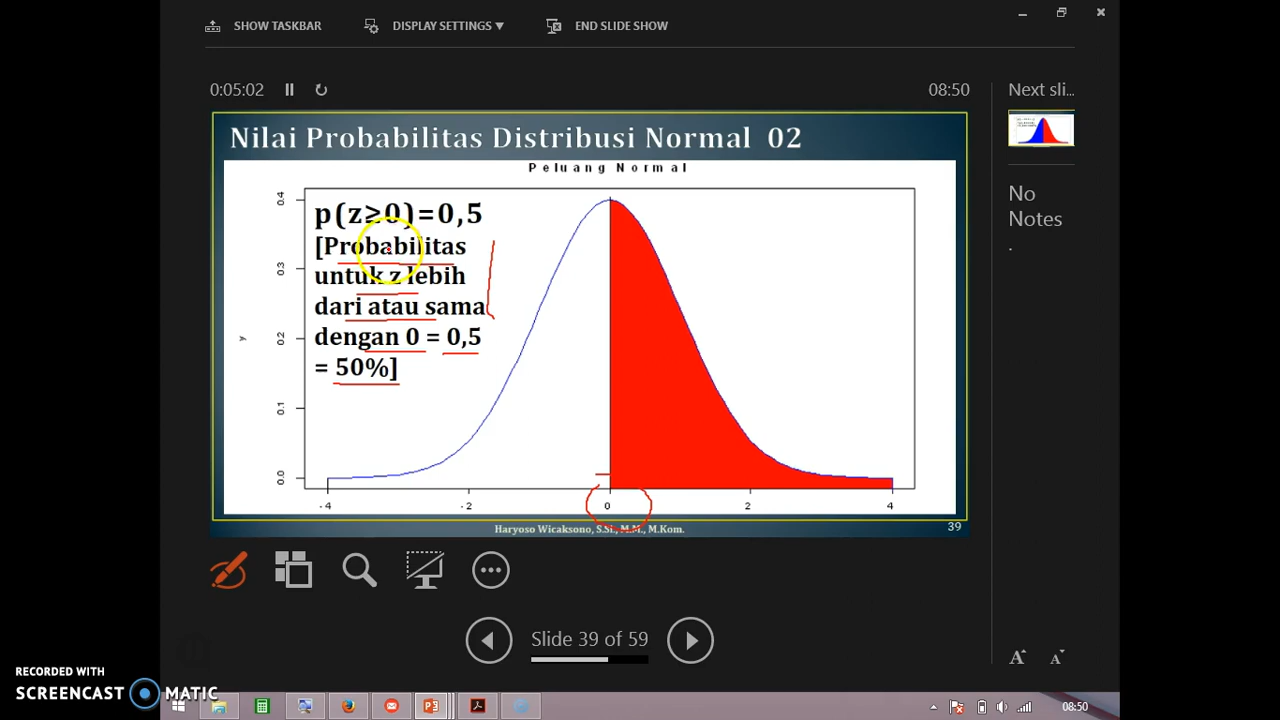 SHOW TASKBAR
DISPLAY SETTINGS ▼
END SLIDE SHOW
0:05:02
08:50
Next sli...
Nilai Probabilitas Distribusi Normal 02
Peluang Normal
p(z≥0)=0,5
[Probabilitas
untuk z lebih
dari atau sama
dengan 0 = 0,5
= 50%]
0.4
0.3
0.2
0.1
0.0
y
-4
-2
0
2
4
Haryoso Wicaksono, S.Si., M.M., M.Kom.
39
No
Notes
.
Slide 39 of 59
A
A
RECORDED WITH
SCREENCAST MATIC
08:50